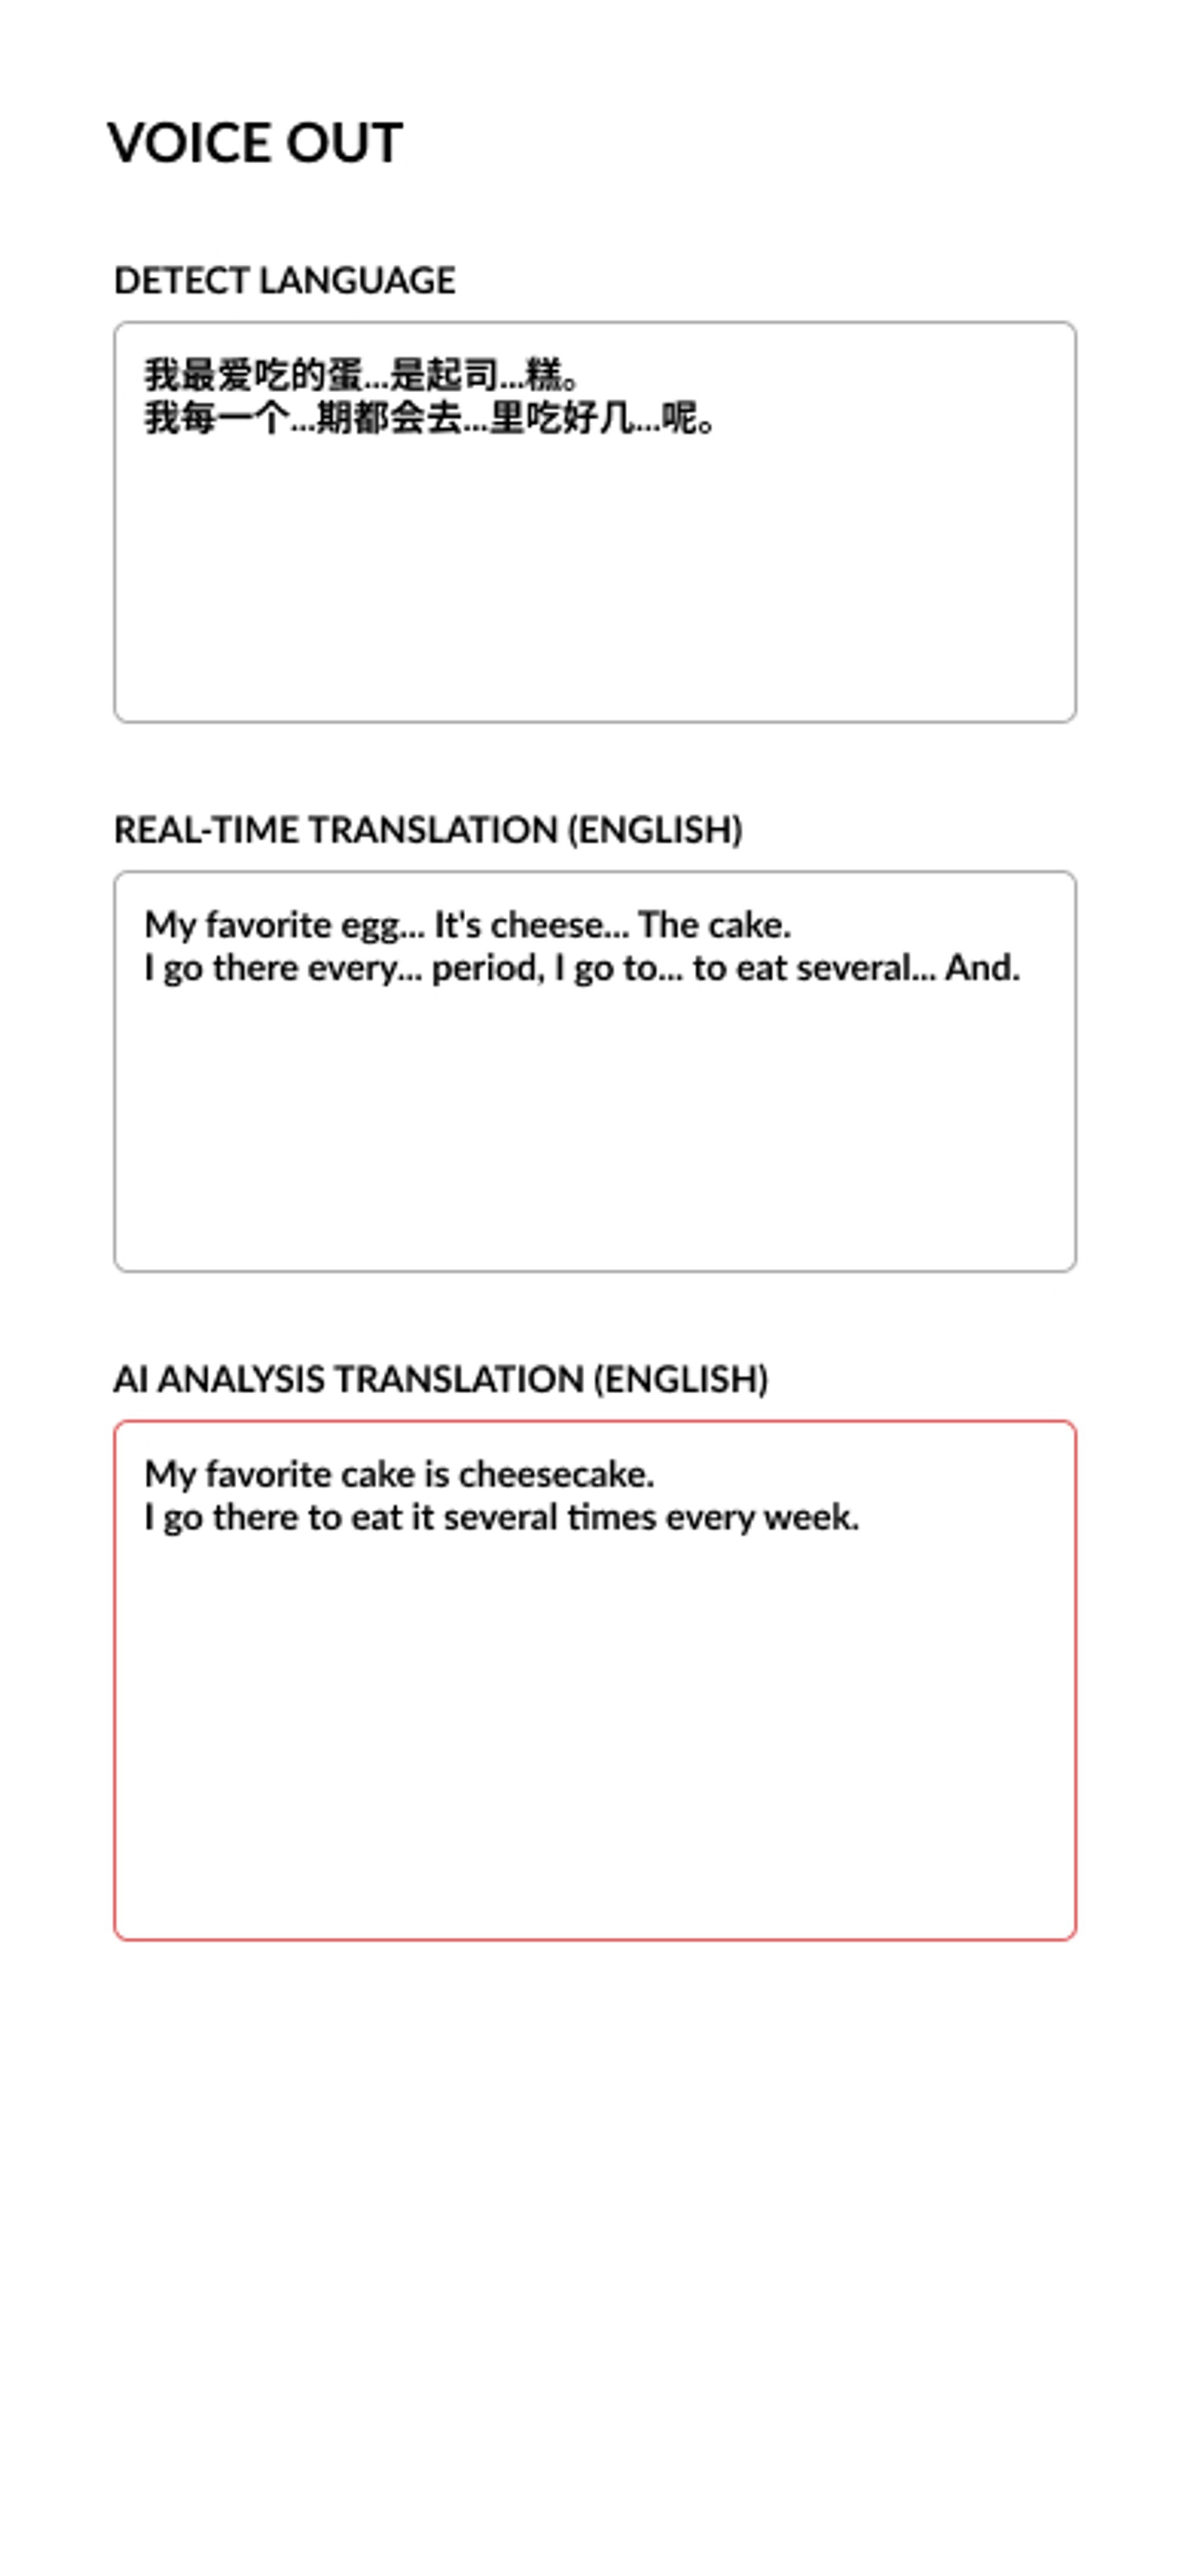 VOICE OUT
DETECT LANGUAGE
我最爱吃的蛋...是起司...糕。
我每一个...期都会去...里吃好几...呢。
REAL-TIME TRANSLATION (ENGLISH)
My favorite egg... It's cheese... The cake.
I go there every... period, I go to... to eat several... And.
AI ANALYSIS TRANSLATION (ENGLISH)
My favorite cake is cheesecake.
I go there to eat it several times every week.